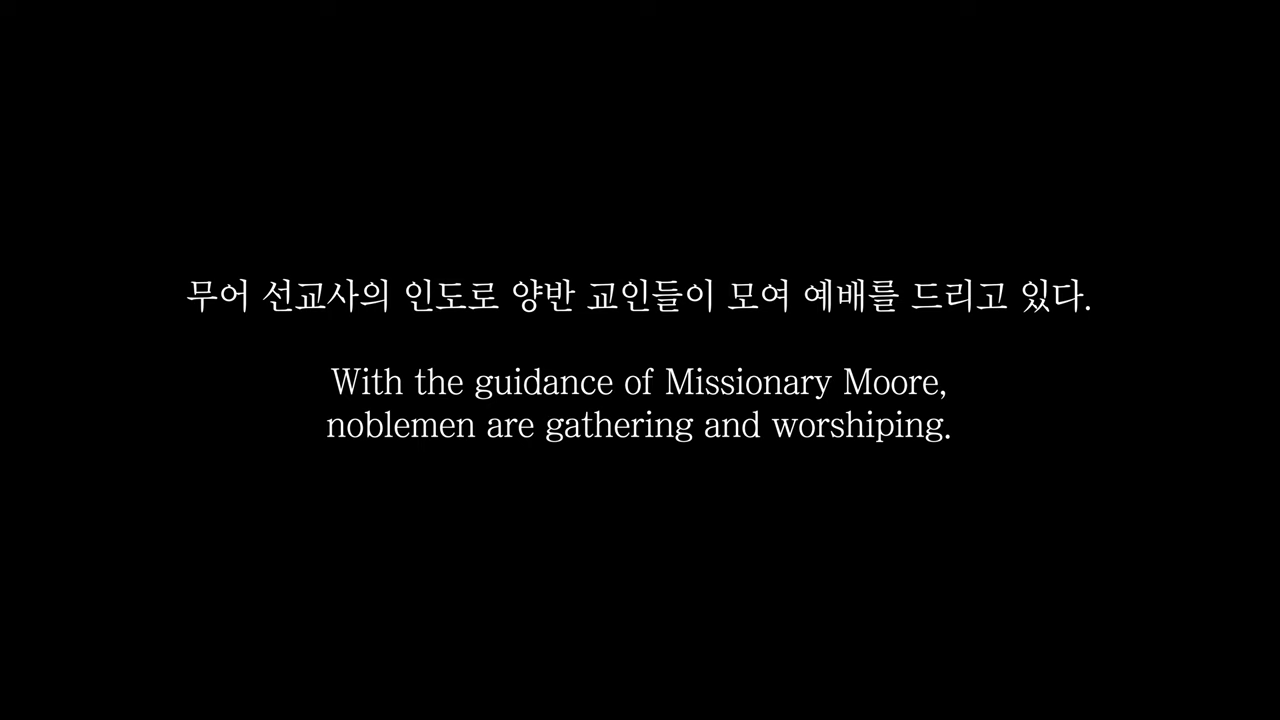 무어 선교사의 인도로 양반 교인들이 모여 예배를 드리고 있다.
With the guidance of Missionary Moore,
noblemen are gathering and worshiping.